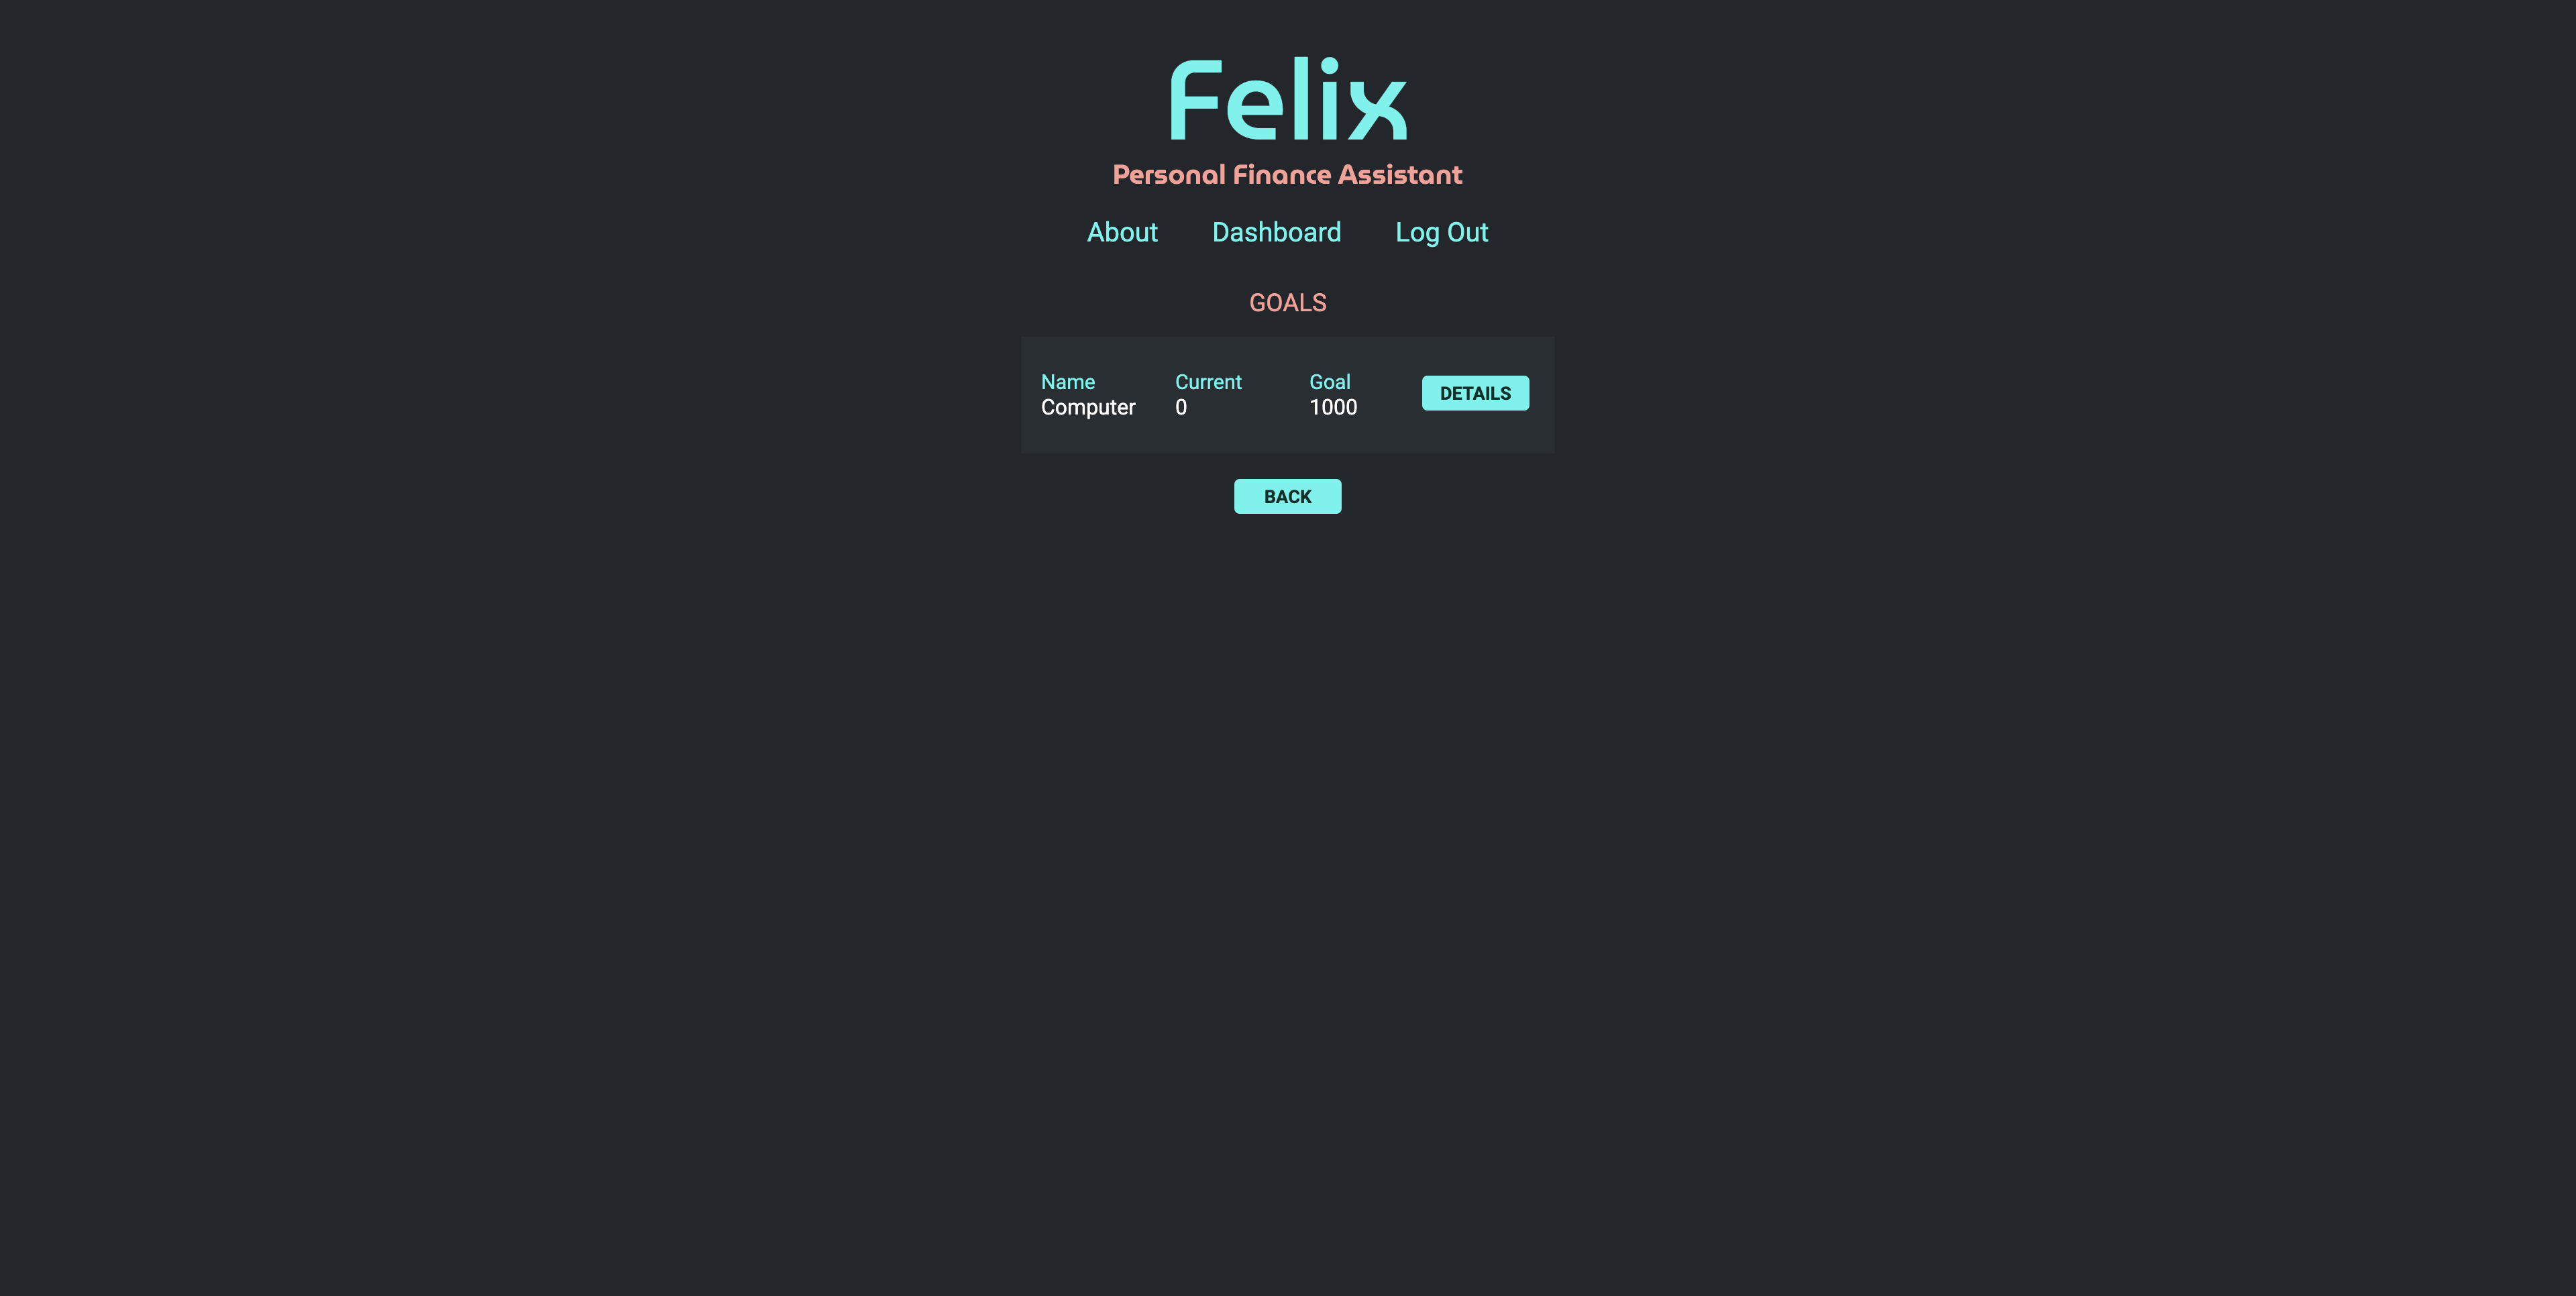 Felix
Personal Finance Assistant
About Dashboard Log Out
GOALS
Name Current Goal
Computer 0 1000
DETAILS
BACK